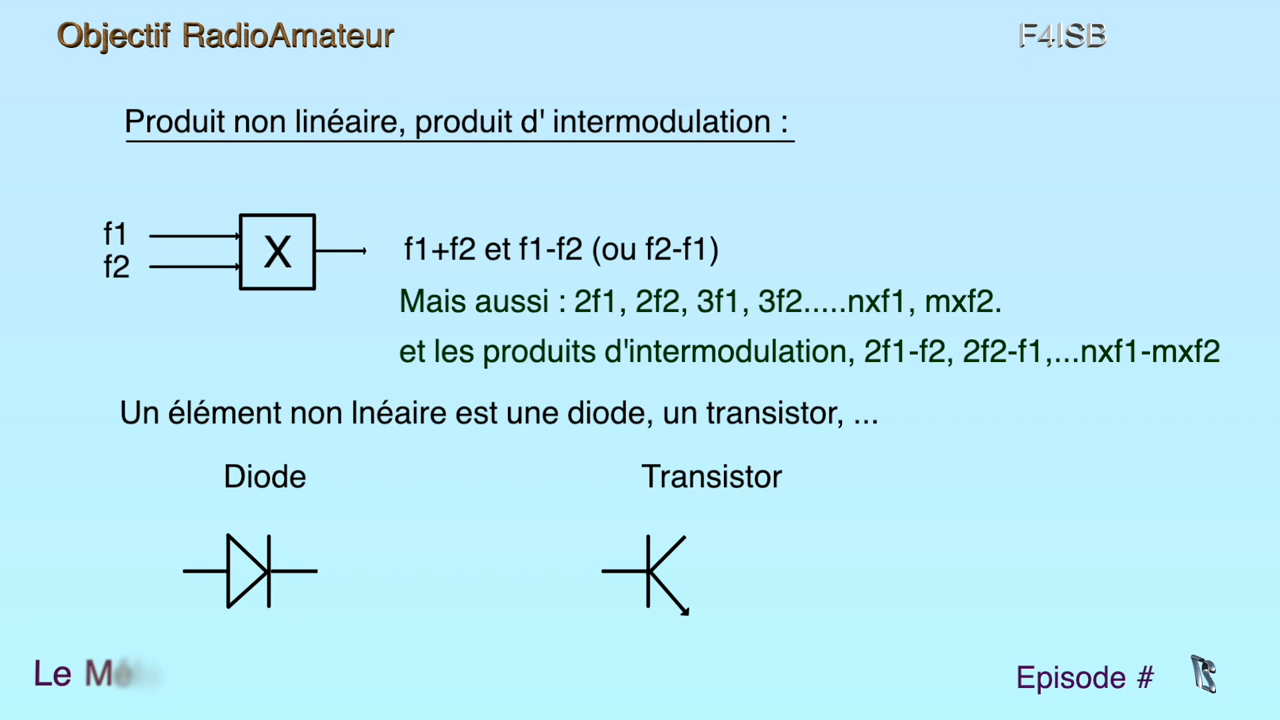 Objectif RadioAmateur
F4ISB
Produit non linéaire, produit d' intermodulation :
f1
f2
X
f1+f2 et f1-f2 (ou f2-f1)
Mais aussi : 2f1, 2f2, 3f1, 3f2.....nxf1, mxf2.
et les produits d'intermodulation, 2f1-f2, 2f2-f1,...nxf1-mxf2
Un élément non lnéaire est une diode, un transistor, ...
Diode
Transistor
Le
Episode #